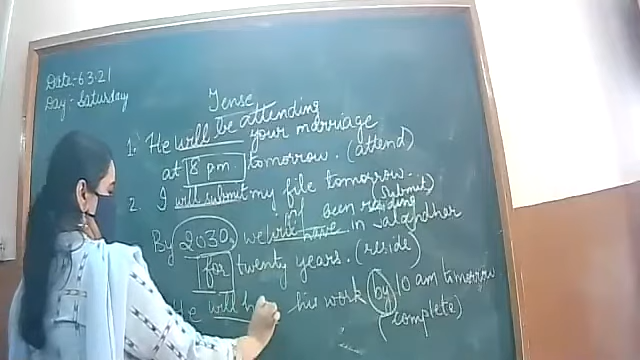 Date:-6.3.21
Day:- Saturday
Tense
1. He will be attending your marriage
at 8 pm. tomorrow. (attend)
2. I will submit my file tomorrow.
(submit)
been residing
By 2030, we will have in Jalandhar
for twenty years. (reside)
He will h his work by 10 am tomorrow
(complete)